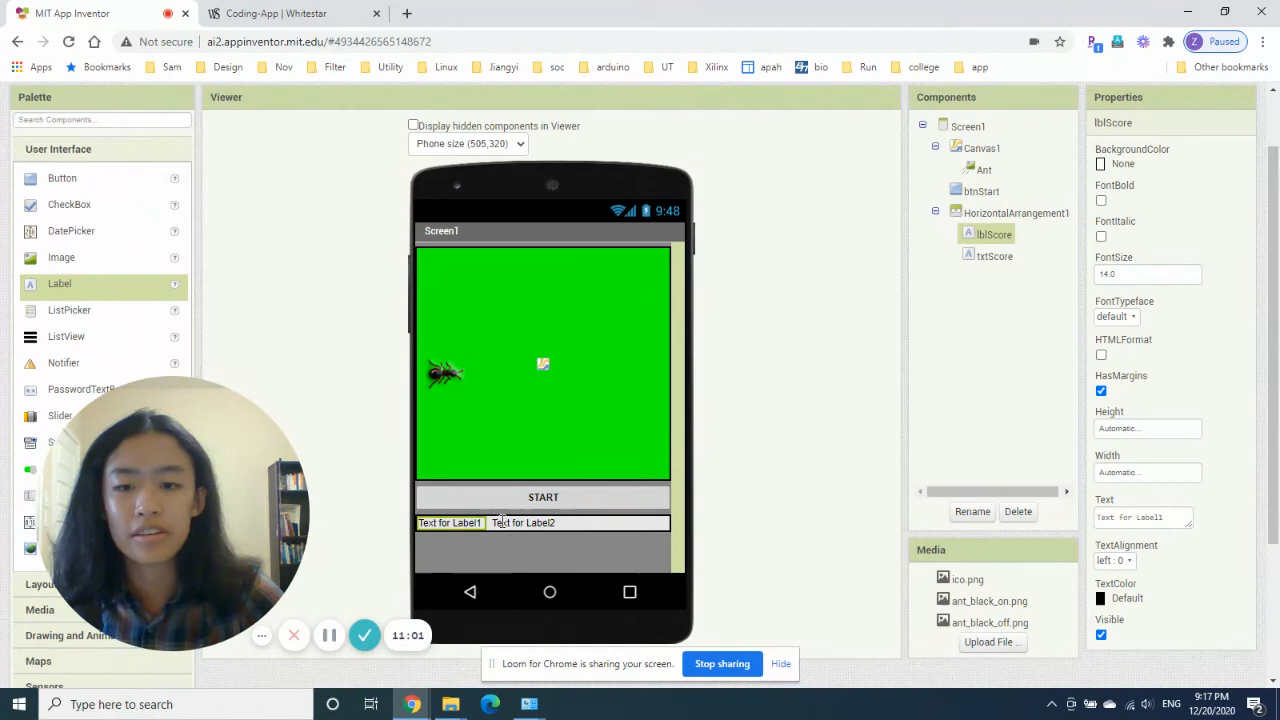 MIT App Inventor
Coding-App - Whitestar
Not secure
ai2.appinventor.mit.edu/#4934426565148672
Z Paused
Apps Bookmarks Sam Design Nov Filter Utility Linux Jiangyi soc arduino UT Xilinx apah bio Run college app Other bookmarks
Palette
Search Components...
User Interface
Button
CheckBox
DatePicker
Image
Label
ListPicker
ListView
Notifier
Slider
Media
Maps
Sensors
Viewer
Display hidden components in Viewer
Phone size (505,320)
9:48
Screen1
START
Text for Label1 Text for Label2
11:01
Loom for Chrome is sharing your screen. Stop sharing Hide
Components
Screen1
Canvas1
Ant
btnStart
HorizontalArrangement1
lblScore
txtScore
Rename Delete
Media
ico.png
ant_black_on.png
ant_black_off.png
Upload File ...
Properties
lblScore
BackgroundColor
None
FontBold
FontItalic
FontSize
14.0
FontTypeface
default
HTMLFormat
HasMargins
Height
Automatic...
Width
Automatic...
Text
Text for Label1
TextAlignment
left : 0
TextColor
Default
Visible
Type here to search
ENG
9:17 PM
12/20/2020
2